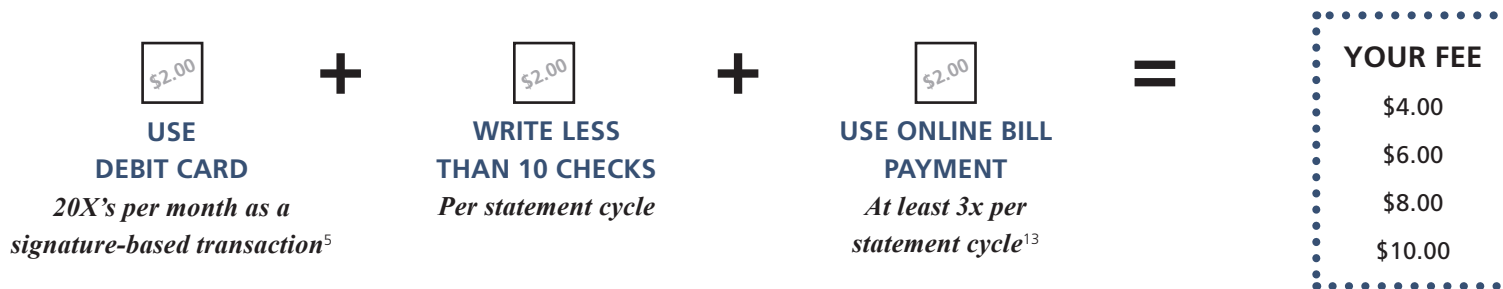 $2.00
+
$2.00
+
$2.00
=
USE
DEBIT CARD
20X’s per month as a
signature-based transaction5
WRITE LESS
THAN 10 CHECKS
Per statement cycle
USE ONLINE BILL
PAYMENT
At least 3x per
statement cycle13
YOUR FEE
$4.00
$6.00
$8.00
$10.00